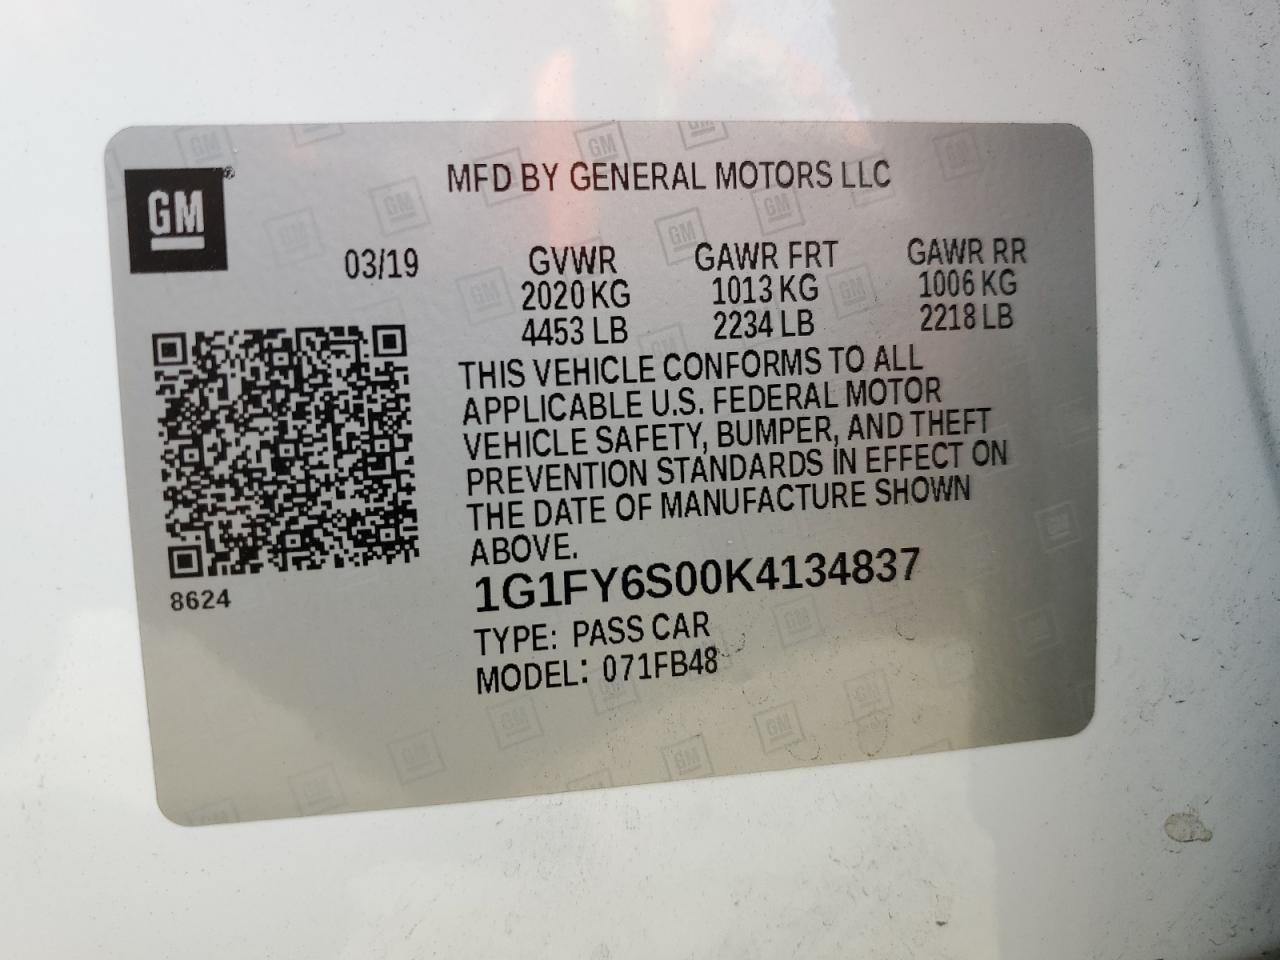 GM®
MFD BY GENERAL MOTORS LLC
03/19
GVWR GAWR FRT GAWR RR
2020 KG 1013 KG 1006 KG
4453 LB 2234 LB 2218 LB
THIS VEHICLE CONFORMS TO ALL
APPLICABLE U.S. FEDERAL MOTOR
VEHICLE SAFETY, BUMPER, AND THEFT
PREVENTION STANDARDS IN EFFECT ON
THE DATE OF MANUFACTURE SHOWN
ABOVE.
8624
1G1FY6S00K4134837
TYPE: PASS CAR
MODEL: 071FB48